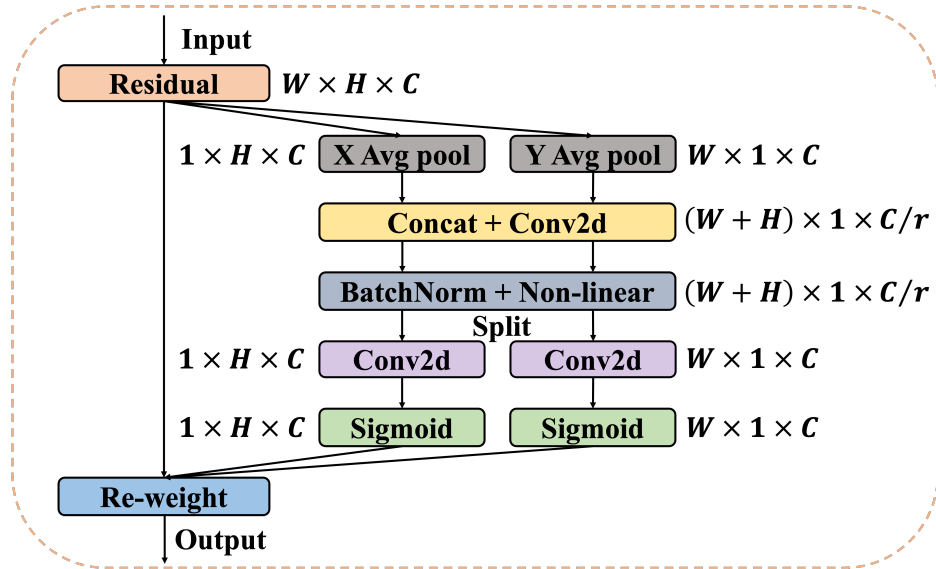 Input
Residual W × H × C
1 × H × C X Avg pool Y Avg pool W × 1 × C
Concat + Conv2d (W + H) × 1 × C/r
BatchNorm + Non-linear (W + H) × 1 × C/r
Split
1 × H × C Conv2d Conv2d W × 1 × C
1 × H × C Sigmoid Sigmoid W × 1 × C
Re-weight
Output